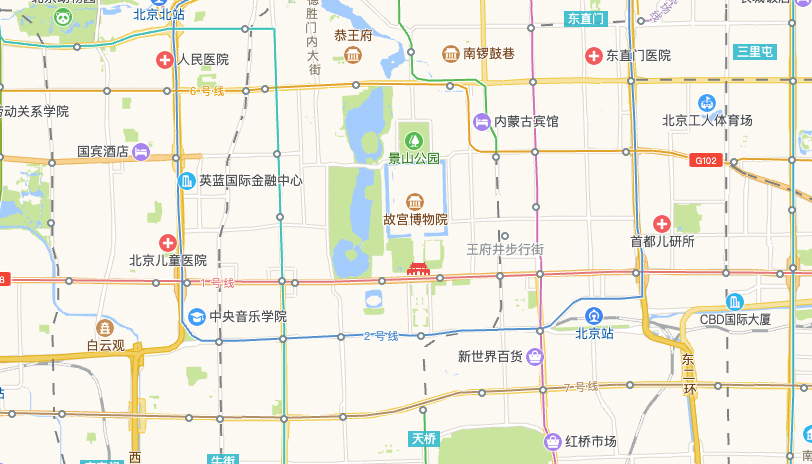 北京动物园
北京北站
恭王府
德胜门内大街
南锣鼓巷
东直门
东直门医院
三里屯
人民医院
6号线
劳动关系学院
国宾酒店
内蒙古宾馆
北京工人体育场
景山公园
G102
英蓝国际金融中心
故宫博物院
首都儿研所
王府井步行街
北京儿童医院
1号线
中央音乐学院
白云观
2号线
北京站
CBD国际大厦
新世界百货
东二环
7号线
天桥
红桥市场
牛街
西
南